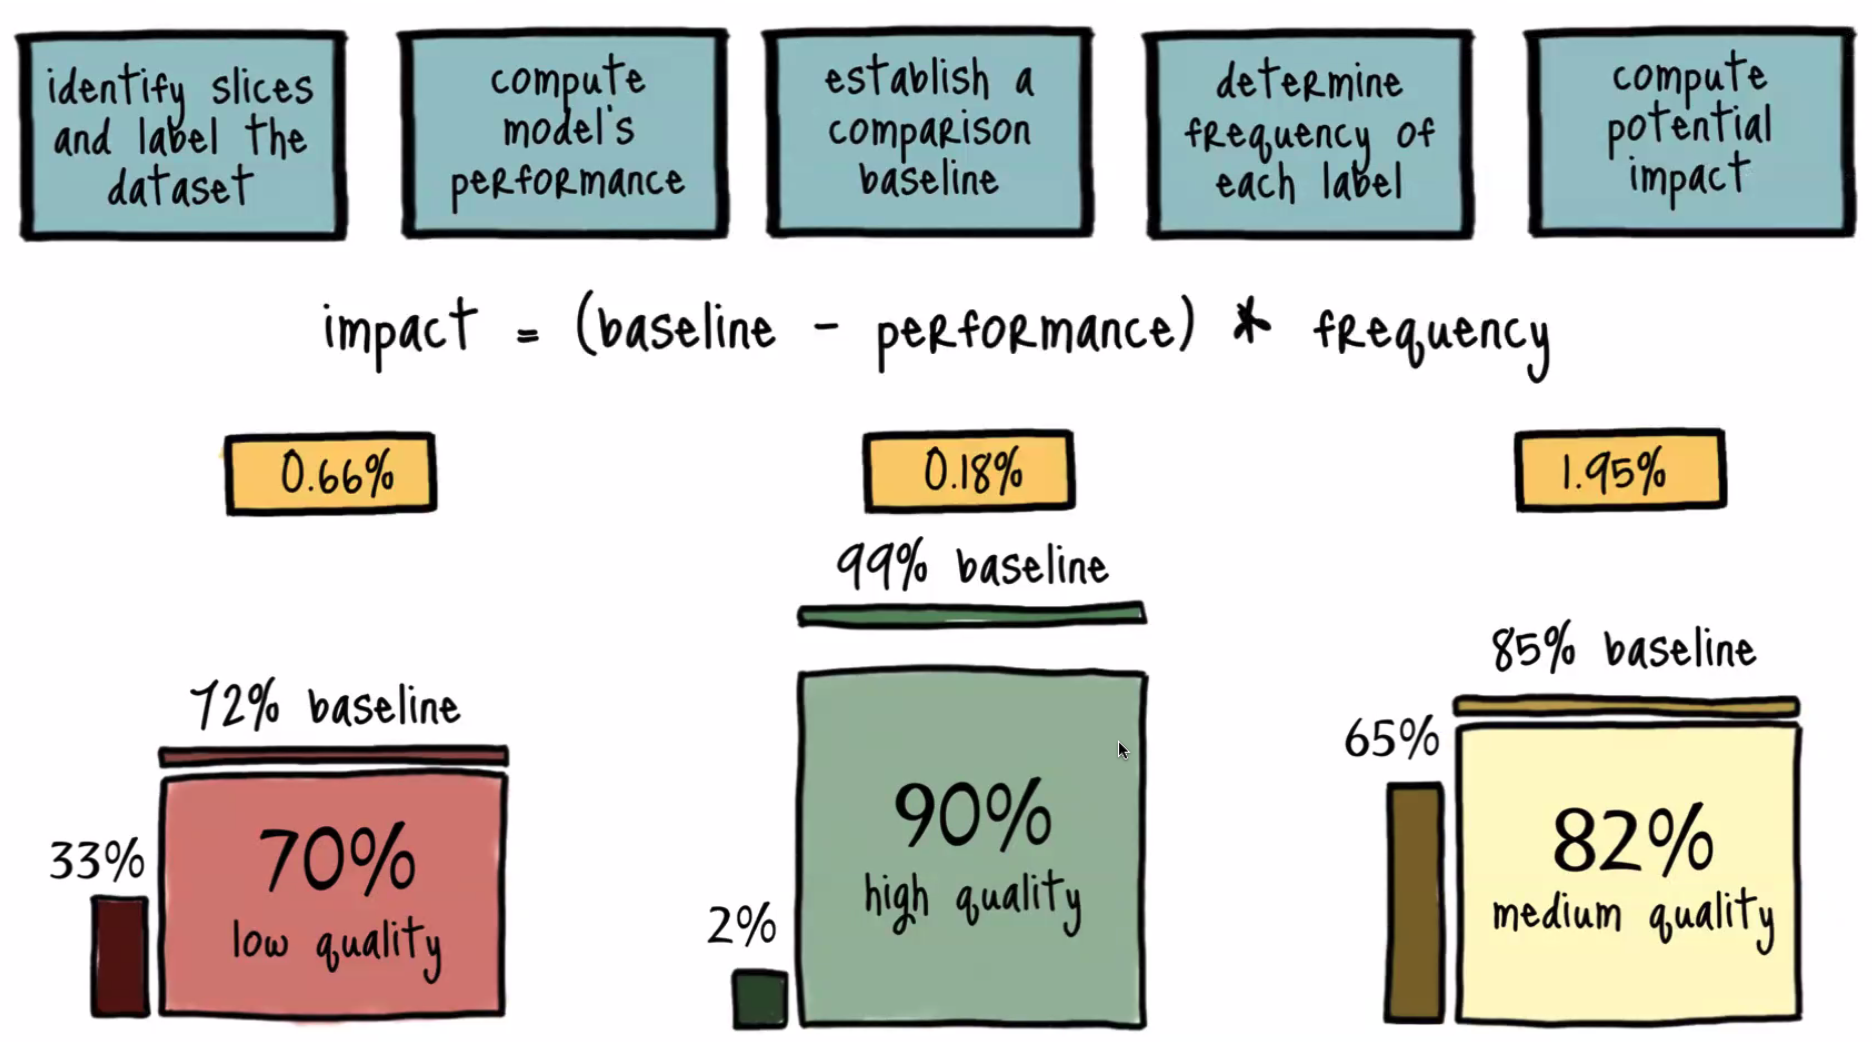 identify slices
and label the
dataset
compute
model's
performance
establish a
comparison
baseline
determine
frequency of
each label
compute
potential
impact
impact = (baseline - performance) * frequency
0.66%
0.18%
1.95%
99% baseline
85% baseline
72% baseline
65%
33%
70%
low quality
2%
90%
high quality
82%
medium quality